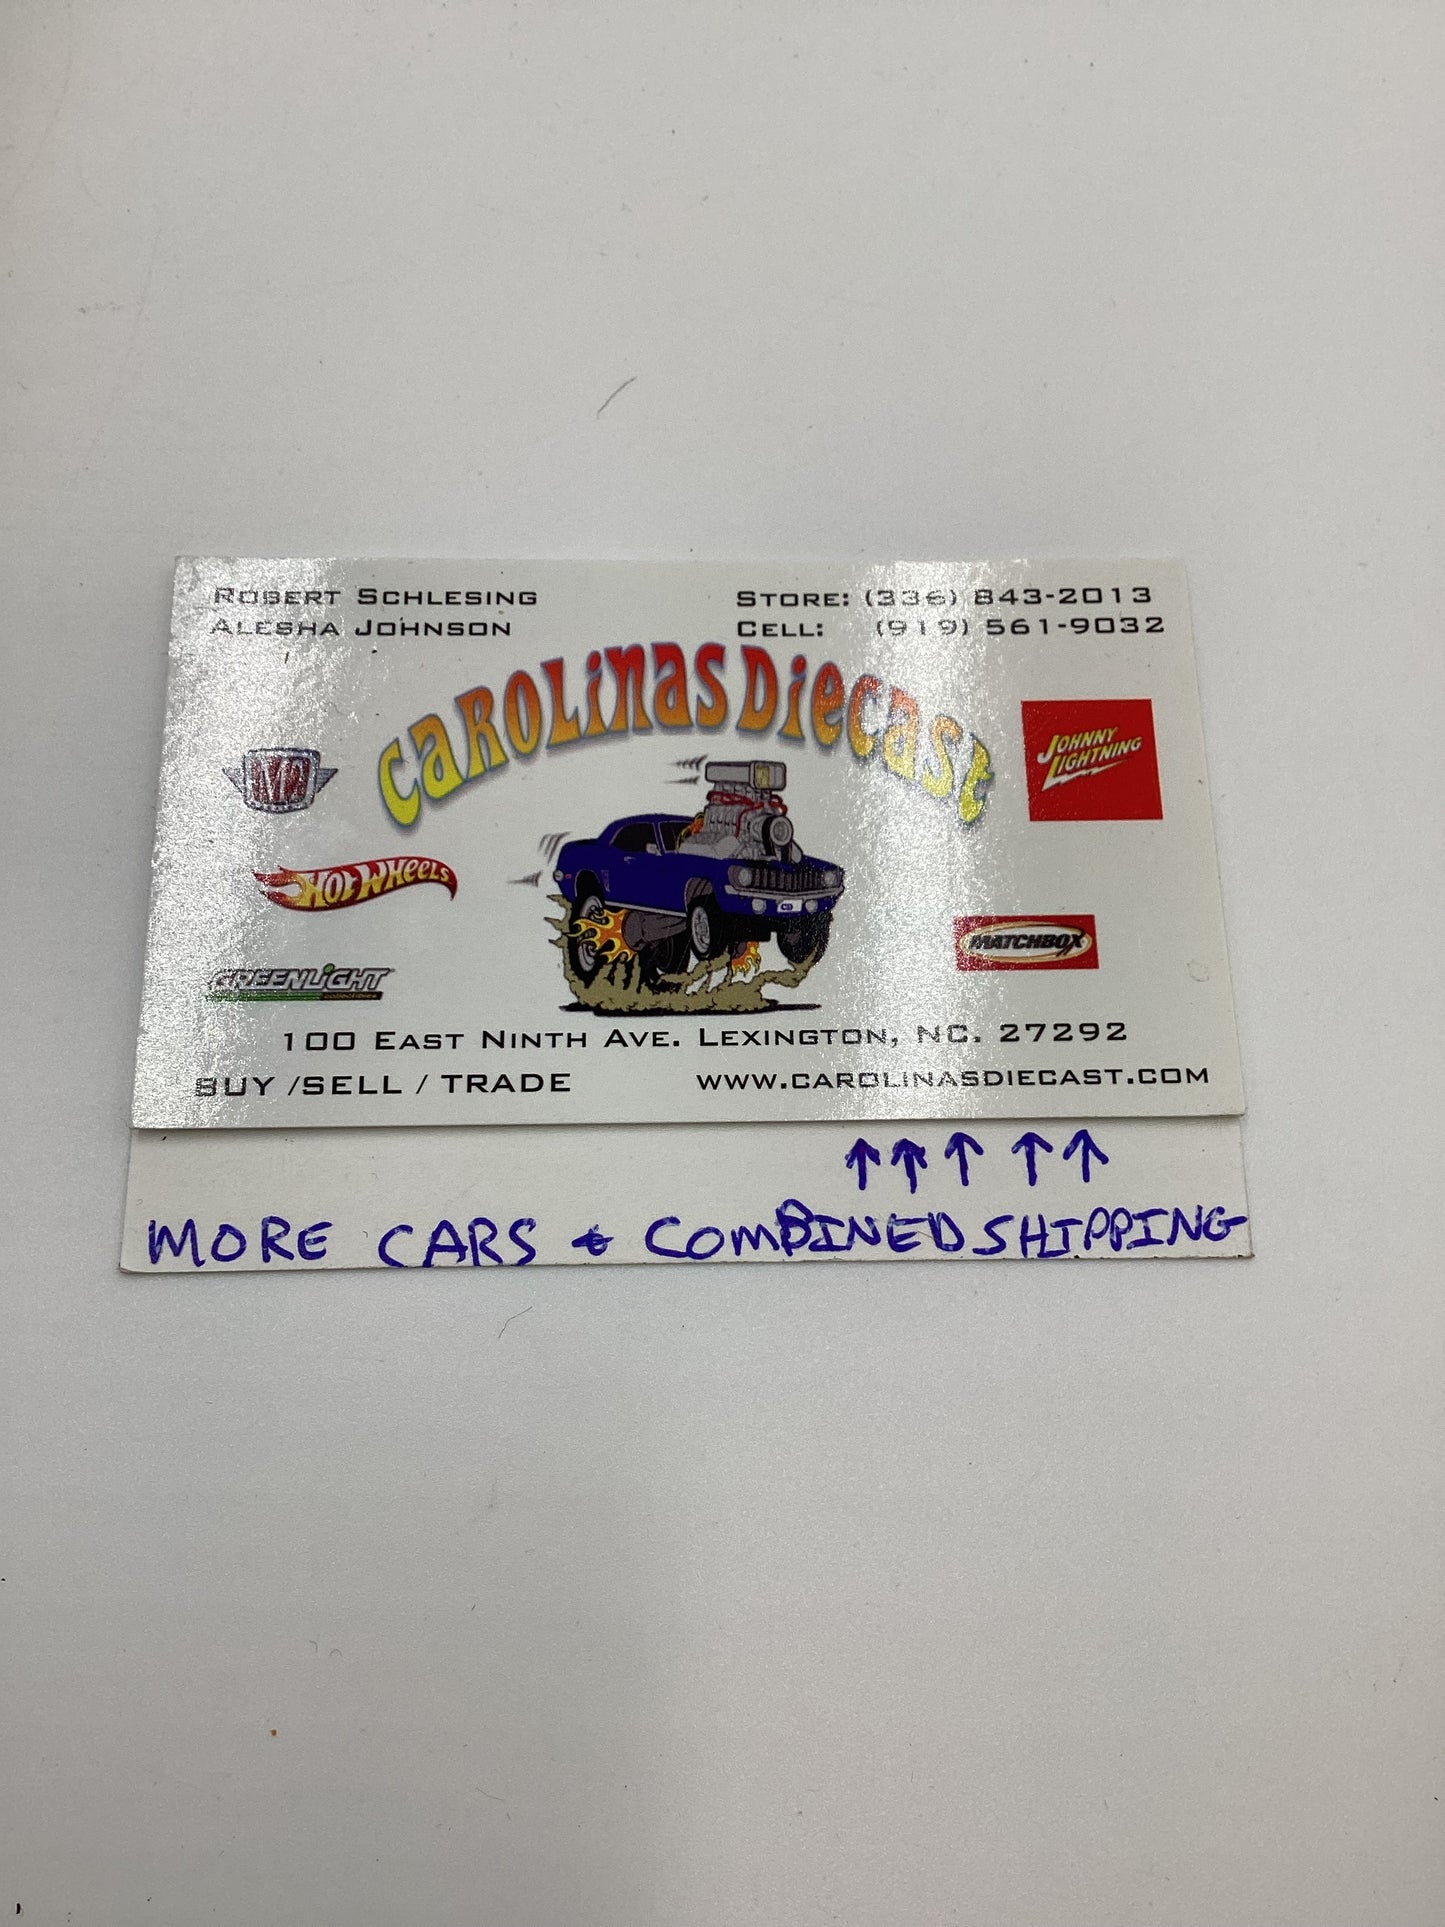 ROBERT SCHLESING
ALESHA JOHNSON
STORE: (336) 843-2013
CELL: (919) 561-9032
CAROLINAS DIECAST
M2
JOHNNY
LIGHTNING
HOT WHEELS
MATCHBOX
GREENLIGHT
100 EAST NINTH AVE. LEXINGTON, NC. 27292
BUY /SELL / TRADE
WWW.CAROLINASDIECAST.COM
↑↑↑ ↑↑
MORE CARS & COMBINED SHIPPING